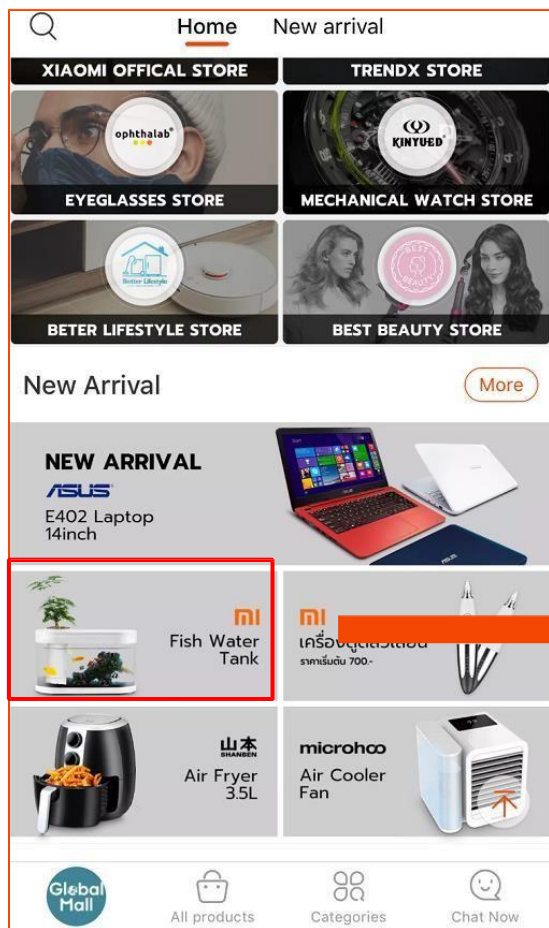 Home New arrival
XIAOMI OFFICAL STORE
TRENDX STORE
ophthalab
KINYUED
EYEGLASSES STORE
MECHANICAL WATCH STORE
Better Lifestyle
BEST
BEAUTY
BETER LIFESTYLE STORE
BEST BEAUTY STORE
New Arrival
More
NEW ARRIVAL
ASUS
E402 Laptop
14inch
Fish Water
Tank
ราคาเริ่มต้น 700.-
山本
SHANBEN
Air Fryer
3.5L
microhoo
Air Cooler
Fan
Global
Mall
All products
Categories
Chat Now